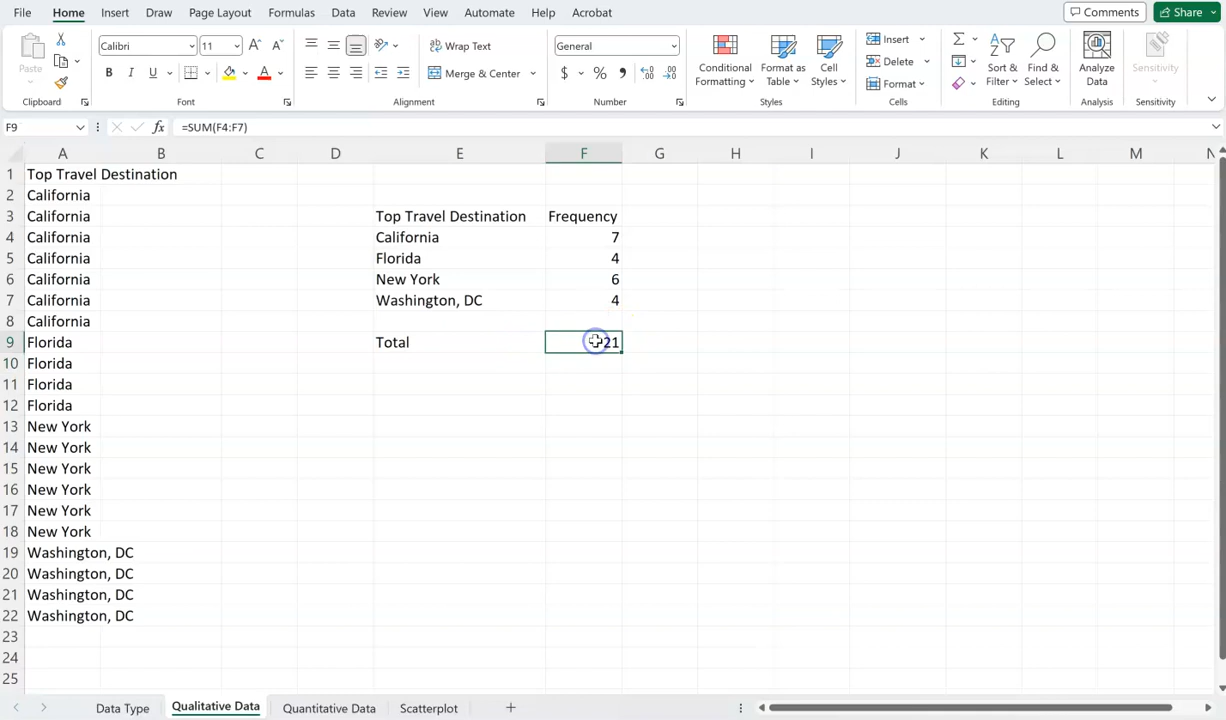 File Home Insert Draw Page Layout Formulas Data Review View Automate Help Acrobat Comments Share
Paste
Clipboard
Calibri 11
B I U
Font
Wrap Text
Merge & Center
Alignment
General
$ % 9
Number
Conditional Formatting
Format as Table
Cell Styles
Styles
Insert
Delete
Format
Cells
Sort & Filter
Find & Select
Editing
Analyze Data
Analysis
Sensitivity
Sensitivity
F9 fx =SUM(F4:F7)
A B C D E F G H I J K L M N
1 Top Travel Destination
2 California
3 California Top Travel Destination Frequency
4 California California 7
5 California Florida 4
6 California New York 6
7 California Washington, DC 4
8 California
9 Florida Total 21
10 Florida
11 Florida
12 Florida
13 New York
14 New York
15 New York
16 New York
17 New York
18 New York
19 Washington, DC
20 Washington, DC
21 Washington, DC
22 Washington, DC
23
24
25
Data Type Qualitative Data Quantitative Data Scatterplot